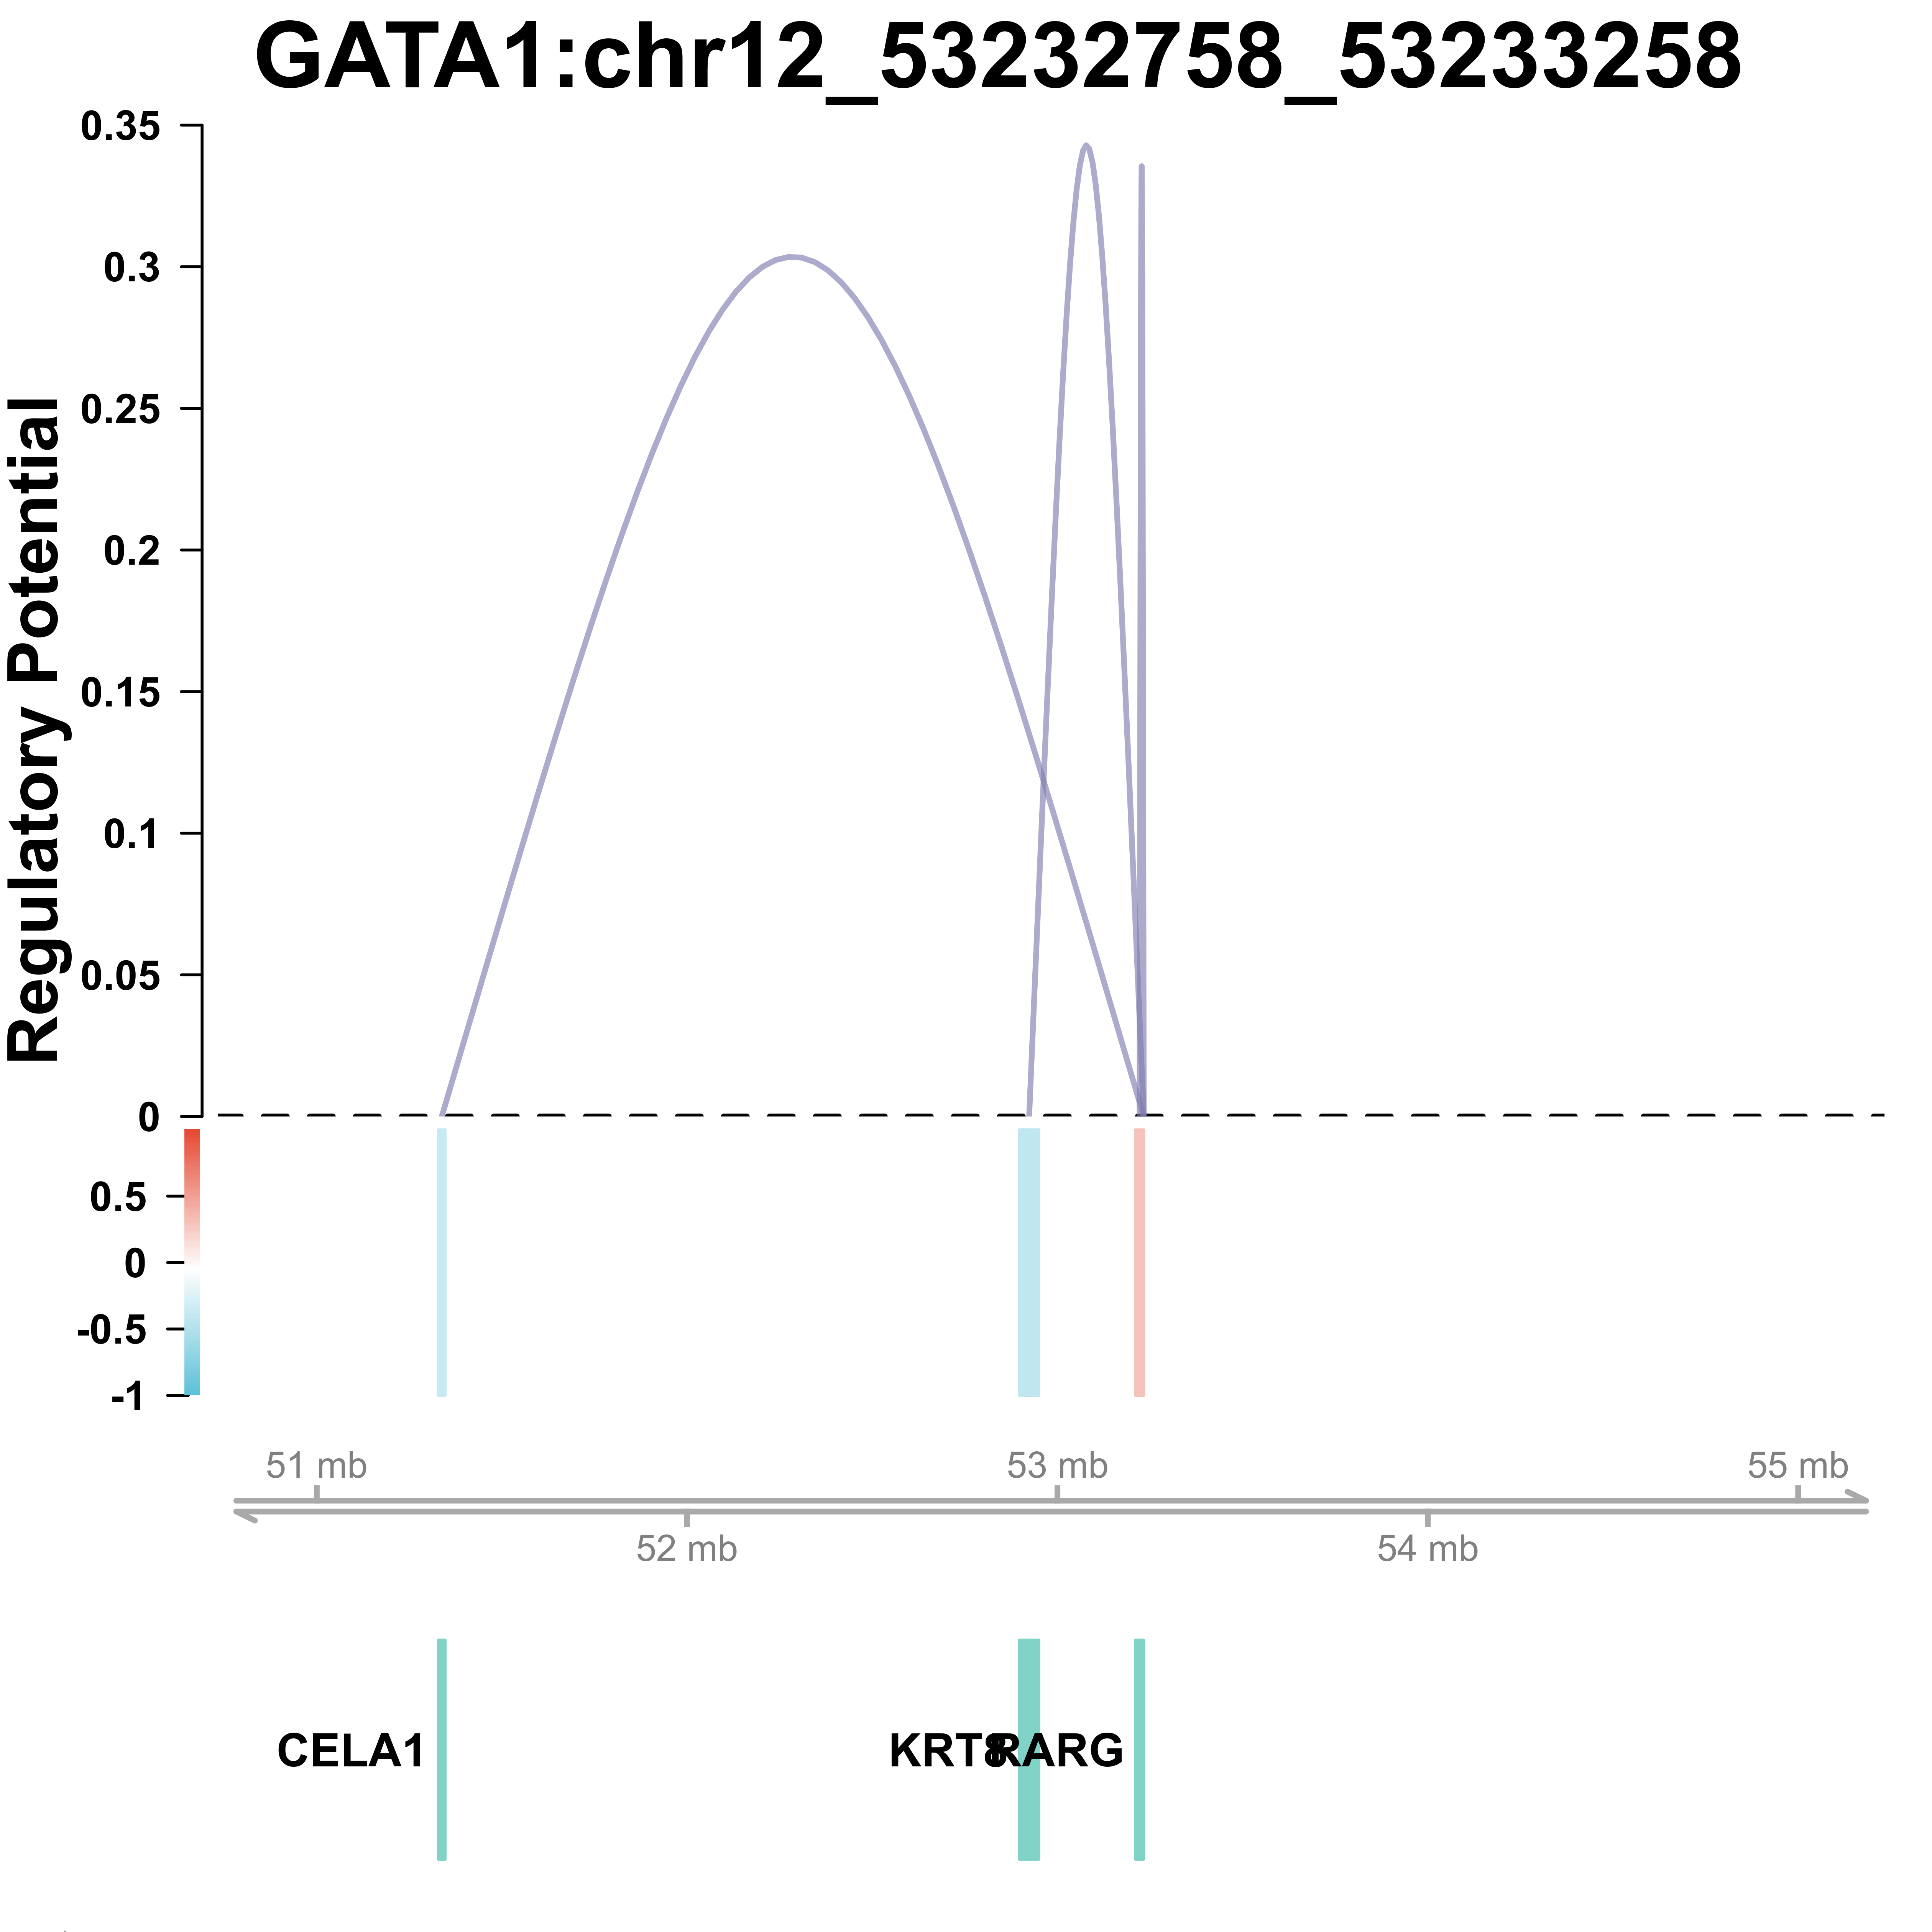 GATA1:chr12_53232758_53233258
0.35
0.3
0.25
0.2
0.15
0.1
0.05
0
Regulatory Potential
0.5
0
-0.5
-1
51 mb
53 mb
55 mb
52 mb
54 mb
CELA1
KRT8
RARG